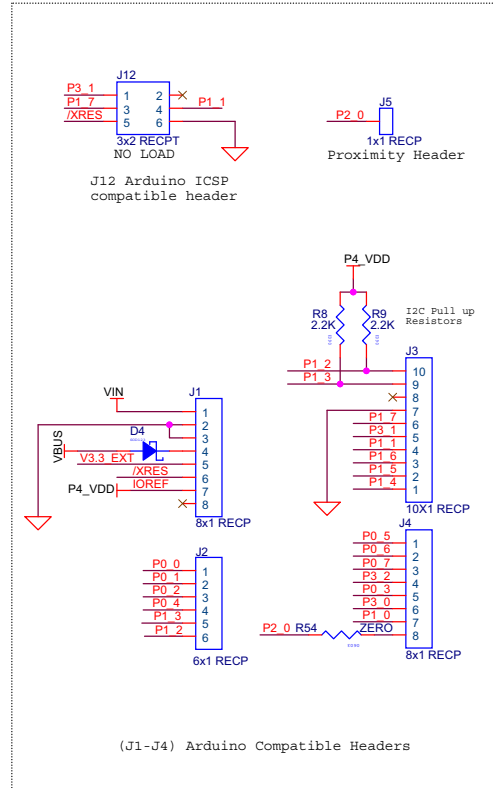 J12
P3_1 1 2
P1_7 3 4 P1_1
/XRES 5 6
3x2 RECPT
NO LOAD
J12 Arduino ICSP
compatible header
J5
P2_0
1x1 RECP
Proximity Header
P4_VDD
R8 R9
2.2K 2.2K
I2C Pull up
Resistors
J3
P1_2 10
P1_3 9
8
7
P1_7 6
P3_1 5
P1_1 4
P1_6 3
P1_5 2
P1_4 1
10X1 RECP
J1
VIN 1
2
3
VBUS D4 4
V3.3_EXT 5
/XRES 6
P4_VDD IOREF 7
8
8x1 RECP
J2
P0_0 1
P0_1 2
P0_2 3
P0_4 4
P1_3 5
P1_2 6
6x1 RECP
J4
P0_5 1
P0_6 2
P0_7 3
P3_2 4
P0_3 5
P3_0 6
P1_0 7
P2_0 R54 ZERO 8
8x1 RECP
(J1-J4) Arduino Compatible Headers